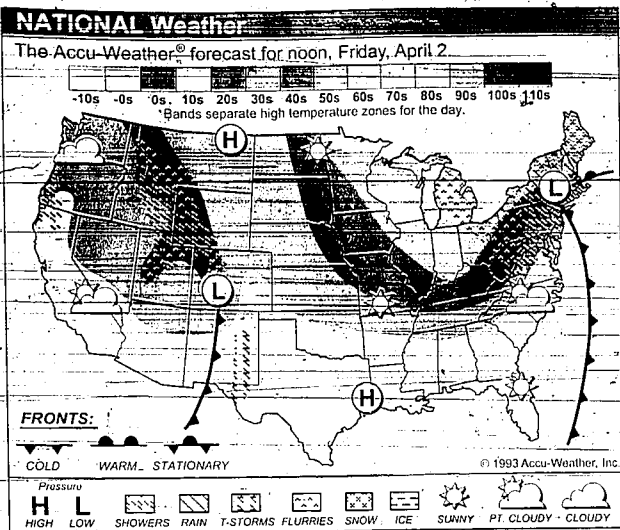 NATIONAL Weather
The Accu-Weather® forecast for noon, Friday, April 2.
-10s -0s 0s 10s 20s 30s 40s 50s 60s 70s 80s 90s 100s 110s
Bands separate high temperature zones for the day.
H
L
L
H
FRONTS:
COLD WARM STATIONARY
© 1993 Accu-Weather, Inc.
Pressure
H L
HIGH LOW SHOWERS RAIN T-STORMS FLURRIES SNOW ICE SUNNY PT. CLOUDY CLOUDY